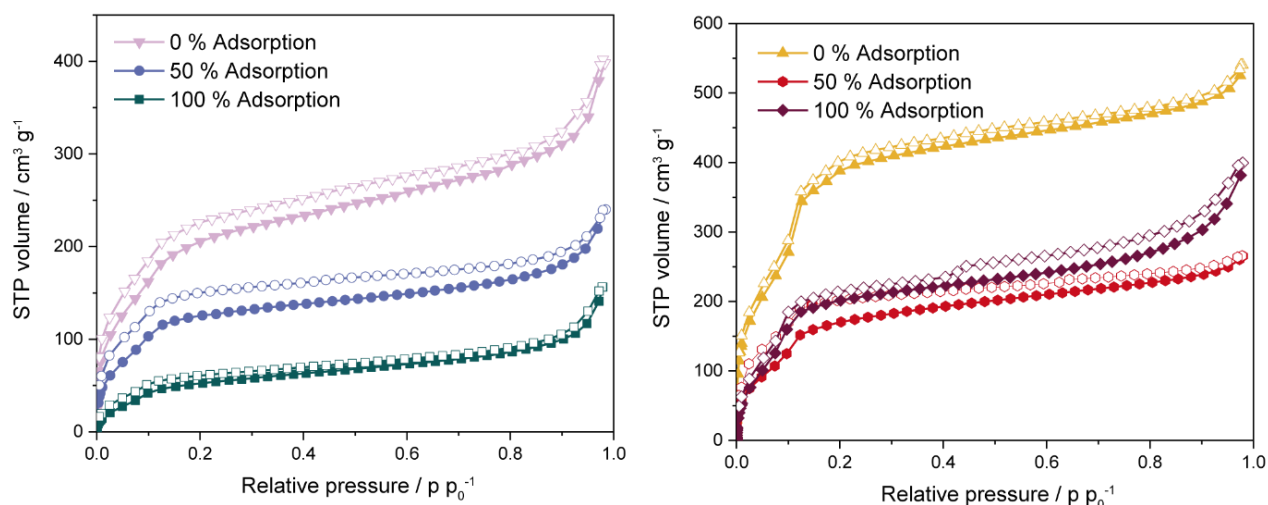 0 % Adsorption
50 % Adsorption
100 % Adsorption
STP volume / cm³ g⁻¹
400
300
200
100
0
0.0 0.2 0.4 0.6 0.8 1.0
Relative pressure / p p₀⁻¹
0 % Adsorption
50 % Adsorption
100 % Adsorption
STP volume / cm³ g⁻¹
600
500
400
300
200
100
0
0.0 0.2 0.4 0.6 0.8 1.0
Relative pressure / p p₀⁻¹